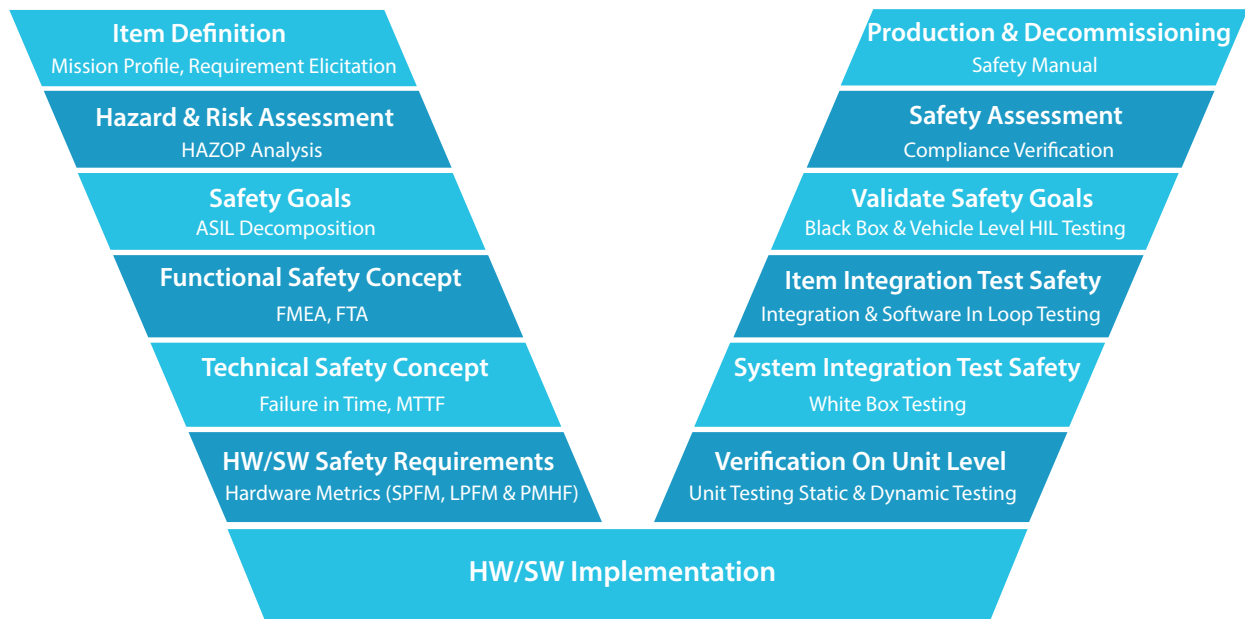 Item Definition
Mission Profile, Requirement Elicitation
Hazard & Risk Assessment
HAZOP Analysis
Safety Goals
ASIL Decomposition
Functional Safety Concept
FMEA, FTA
Technical Safety Concept
Failure in Time, MTTF
HW/SW Safety Requirements
Hardware Metrics (SPFM, LPFM & PMHF)
HW/SW Implementation
Production & Decommissioning
Safety Manual
Safety Assessment
Compliance Verification
Validate Safety Goals
Black Box & Vehicle Level HIL Testing
Item Integration Test Safety
Integration & Software In Loop Testing
System Integration Test Safety
White Box Testing
Verification On Unit Level
Unit Testing Static & Dynamic Testing